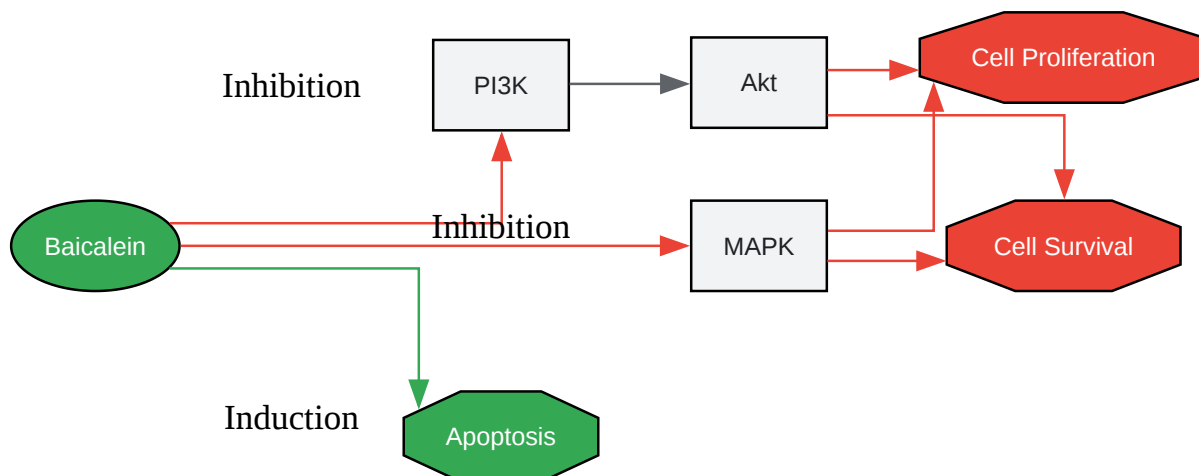 Cell Proliferation
Inhibition
PI3K
Akt
Inhibition
Baicalein
MAPK
Cell Survival
Induction
Apoptosis